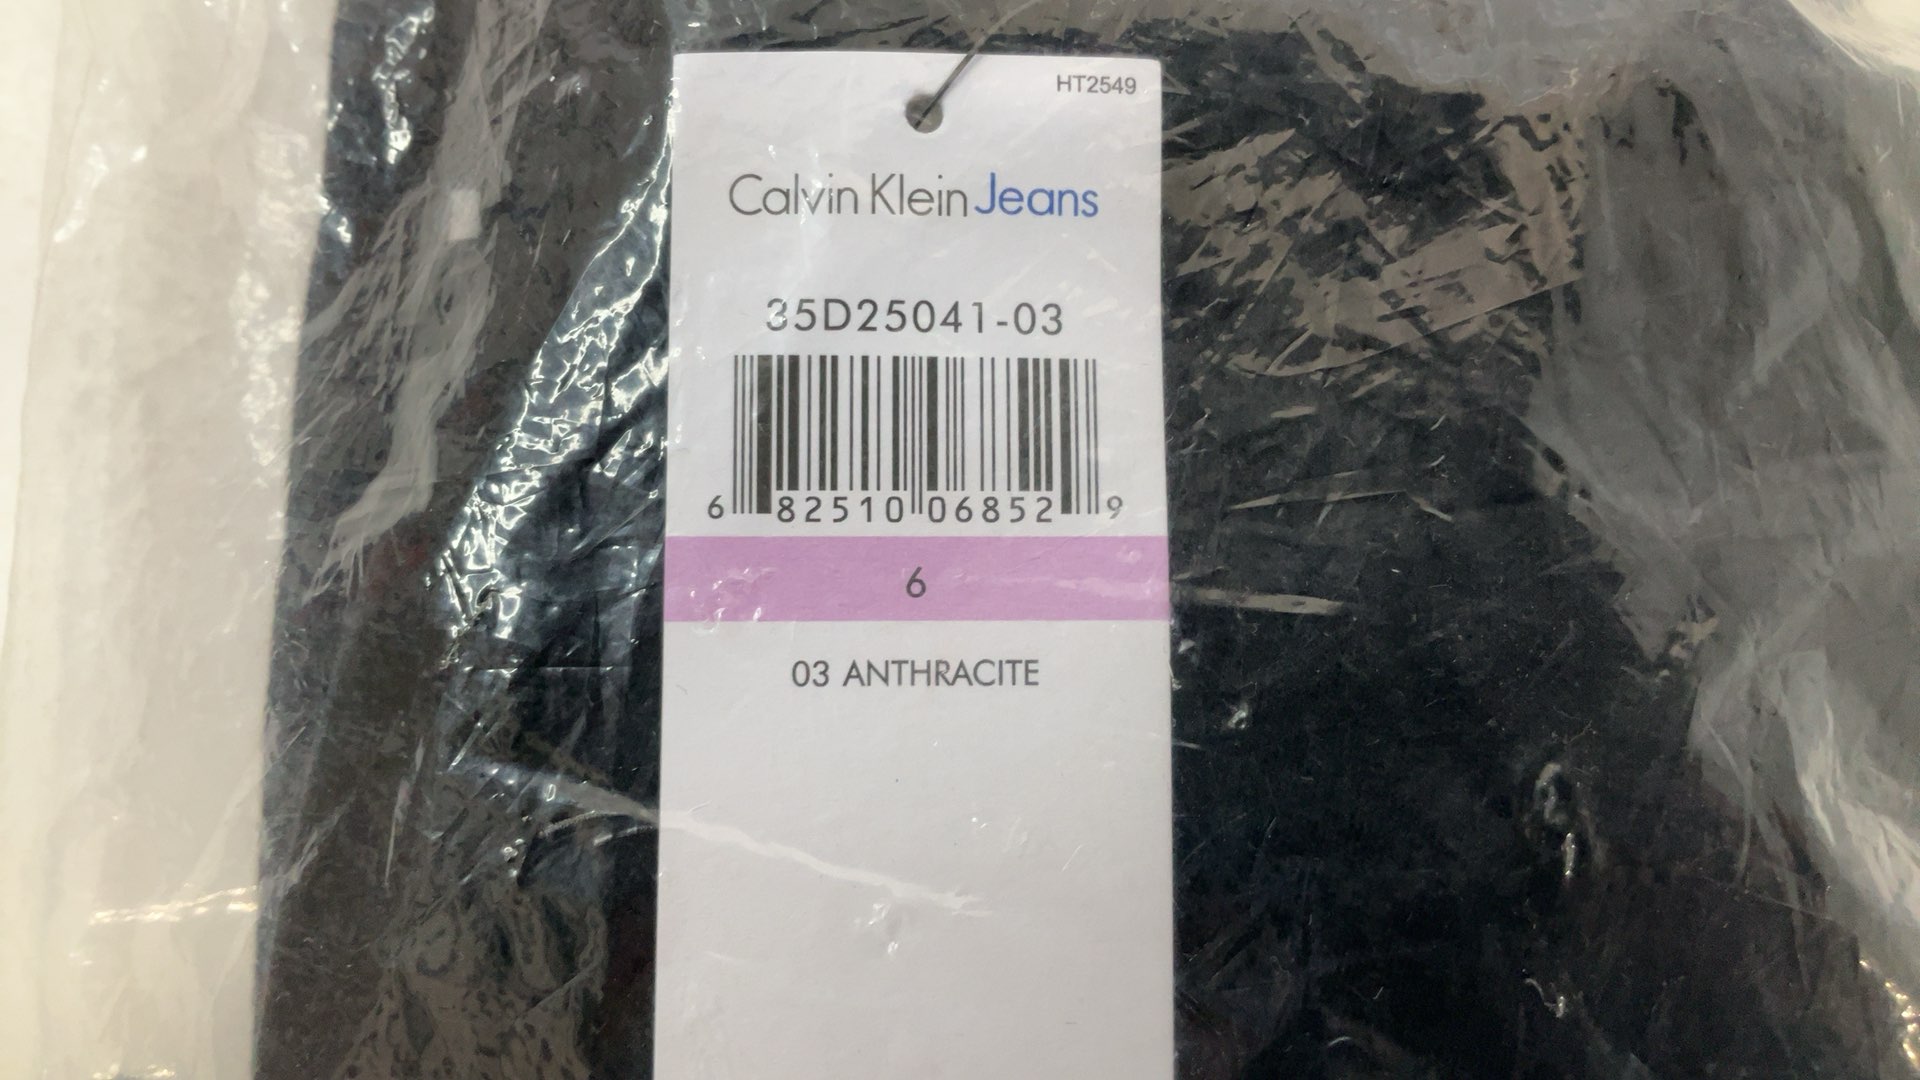 HT2549
Calvin Klein Jeans
35D25041-03
6 82510 06852 9
6
03 ANTHRACITE